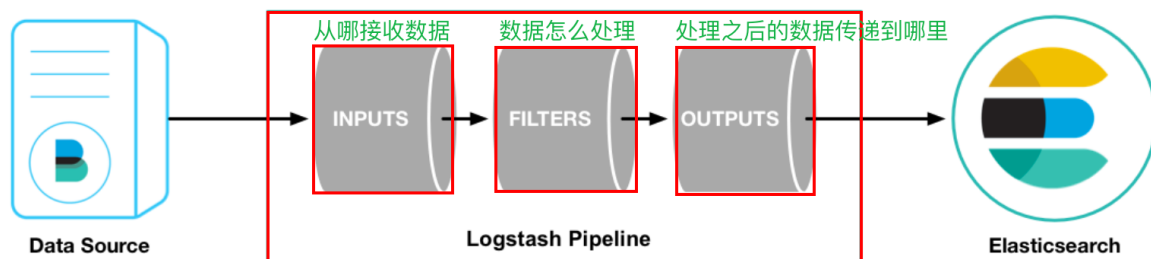 从哪接收数据
数据怎么处理
处理之后的数据传递到哪里
INPUTS
FILTERS
OUTPUTS
Data Source
Logstash Pipeline
Elasticsearch